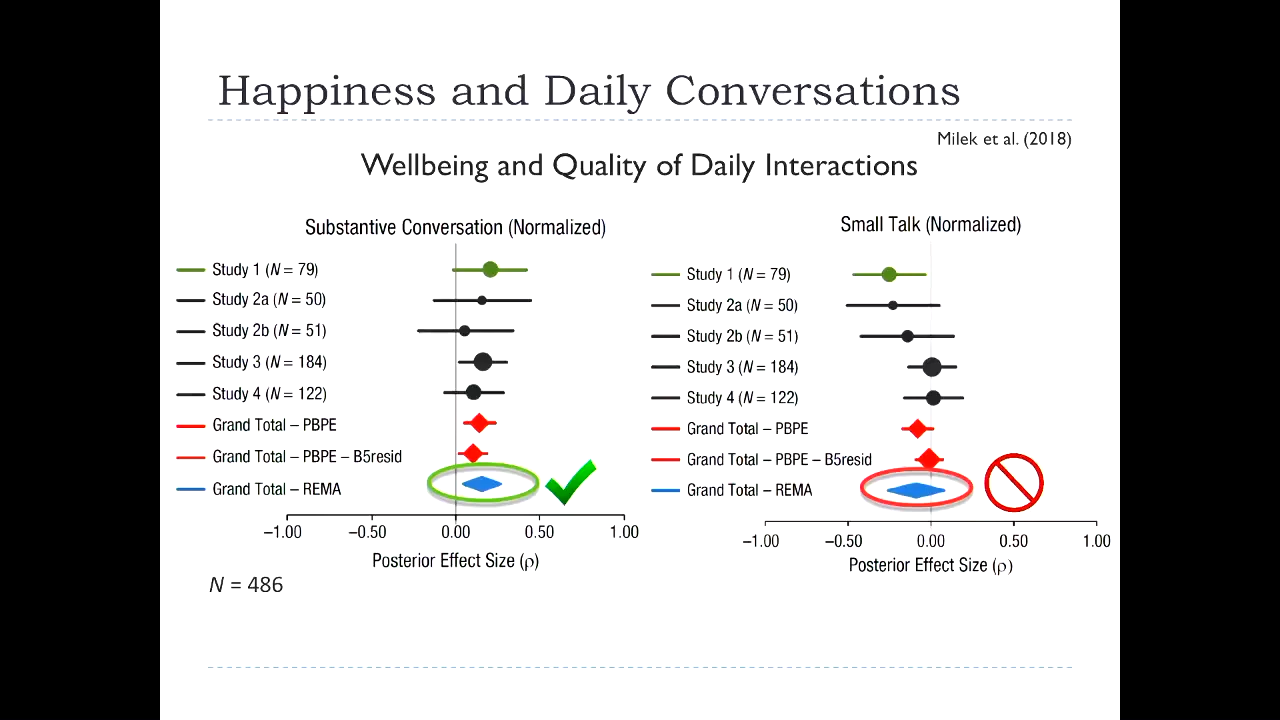 Happiness and Daily Conversations
Milek et al. (2018)
Wellbeing and Quality of Daily Interactions
Substantive Conversation (Normalized)
Study 1 (N = 79)
Study 2a (N = 50)
Study 2b (N = 51)
Study 3 (N = 184)
Study 4 (N = 122)
Grand Total – PBPE
Grand Total – PBPE – B5resid
Grand Total – REMA
−1.00 −0.50 0.00 0.50 1.00
Posterior Effect Size (ρ)
Small Talk (Normalized)
Study 1 (N = 79)
Study 2a (N = 50)
Study 2b (N = 51)
Study 3 (N = 184)
Study 4 (N = 122)
Grand Total – PBPE
Grand Total – PBPE – B5resid
Grand Total – REMA
−1.00 −0.50 0.00 0.50 1.00
Posterior Effect Size (ρ)
N = 486